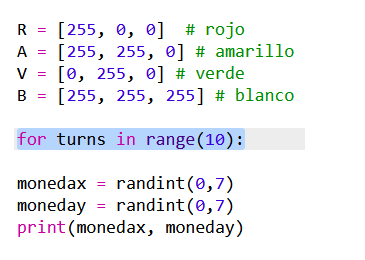 R = [255, 0, 0]  # rojo
A = [255, 255, 0] # amarillo
V = [0, 255, 0] # verde
B = [255, 255, 255] # blanco
for turns in range(10):
monedax = randint(0,7)
moneday = randint(0,7)
print(monedax, moneday)